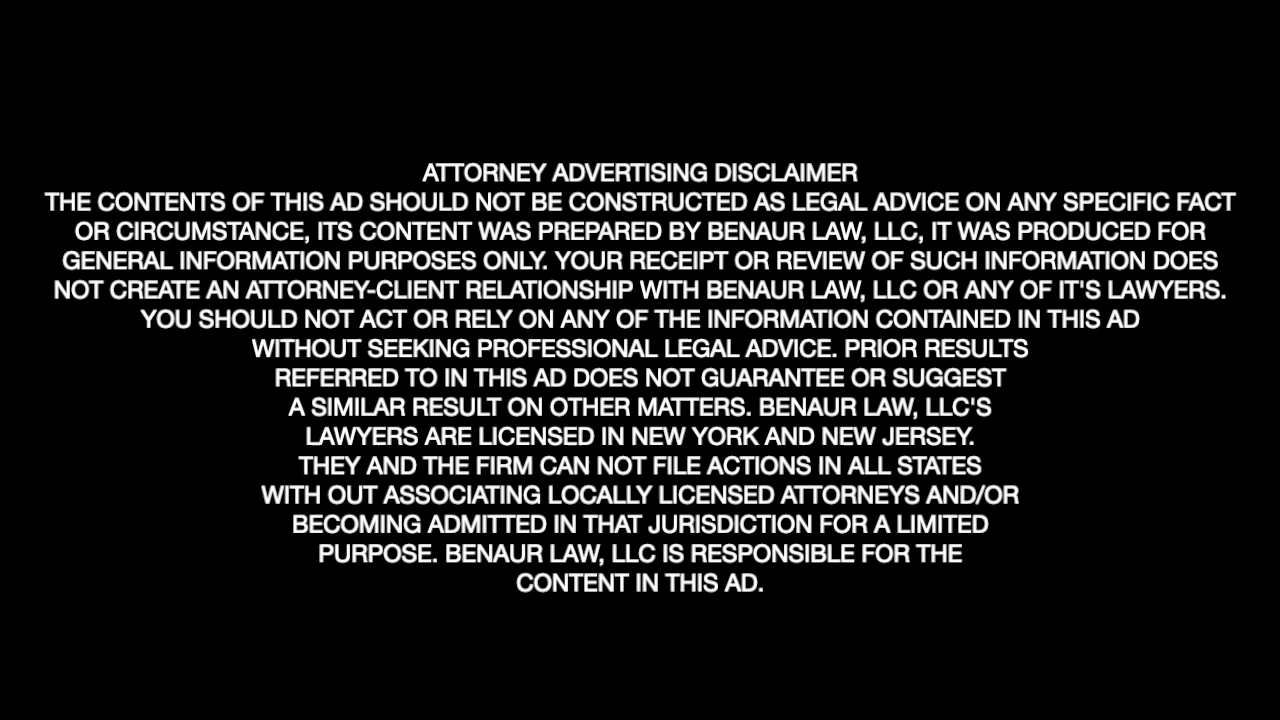 ATTORNEY ADVERTISING DISCLAIMER
THE CONTENTS OF THIS AD SHOULD NOT BE CONSTRUCTED AS LEGAL ADVICE ON ANY SPECIFIC FACT
OR CIRCUMSTANCE, ITS CONTENT WAS PREPARED BY BENAUR LAW, LLC, IT WAS PRODUCED FOR
GENERAL INFORMATION PURPOSES ONLY. YOUR RECEIPT OR REVIEW OF SUCH INFORMATION DOES
NOT CREATE AN ATTORNEY-CLIENT RELATIONSHIP WITH BENAUR LAW, LLC OR ANY OF IT'S LAWYERS.
YOU SHOULD NOT ACT OR RELY ON ANY OF THE INFORMATION CONTAINED IN THIS AD
WITHOUT SEEKING PROFESSIONAL LEGAL ADVICE. PRIOR RESULTS
REFERRED TO IN THIS AD DOES NOT GUARANTEE OR SUGGEST
A SIMILAR RESULT ON OTHER MATTERS. BENAUR LAW, LLC'S
LAWYERS ARE LICENSED IN NEW YORK AND NEW JERSEY.
THEY AND THE FIRM CAN NOT FILE ACTIONS IN ALL STATES
WITH OUT ASSOCIATING LOCALLY LICENSED ATTORNEYS AND/OR
BECOMING ADMITTED IN THAT JURISDICTION FOR A LIMITED
PURPOSE. BENAUR LAW, LLC IS RESPONSIBLE FOR THE
CONTENT IN THIS AD.